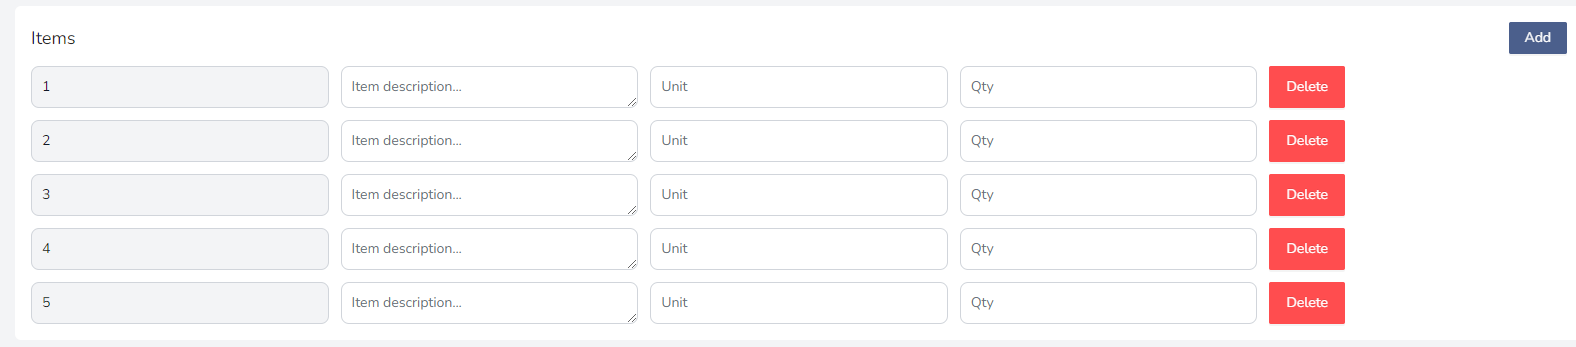 Items Add
1 Item description... Unit Qty Delete
2 Item description... Unit Qty Delete
3 Item description... Unit Qty Delete
4 Item description... Unit Qty Delete
5 Item description... Unit Qty Delete